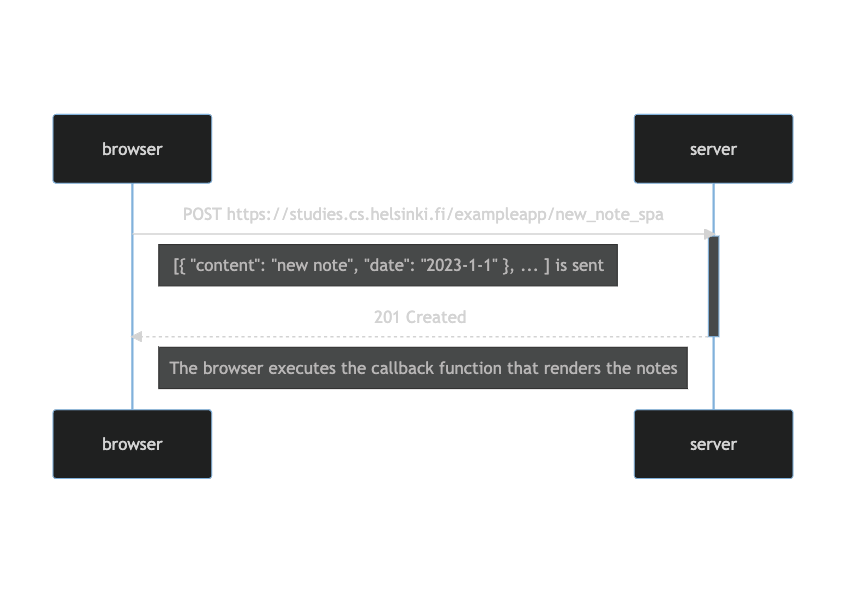 browser
server
POST https://studies.cs.helsinki.fi/exampleapp/new_note_spa
[{ "content": "new note", "date": "2023-1-1" }, ... ] is sent
201 Created
The browser executes the callback function that renders the notes
browser
server